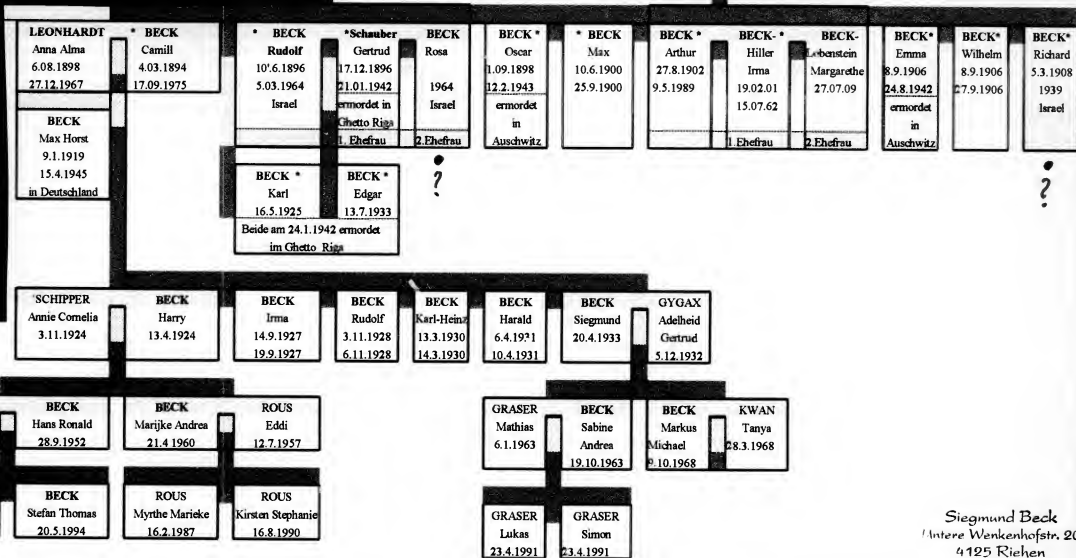 LEONHARDT
Anna Alma
6.08.1898
27.12.1967
* BECK
Camill
4.03.1894
17.09.1975
BECK
Max Horst
9.1.1919
15.4.1945
in Deutschland
* BECK
Rudolf
10.6.1896
5.03.1964
Israel
*Schauber
Gertrud
17.12.1896
21.01.1942
ermordet in
Ghetto Riga
1. Ehefrau
BECK
Rosa
1964
Israel
2.Ehefrau
?
BECK *
Oscar
1.09.1898
12.2.1943
ermordet
in
Auschwitz
* BECK
Max
10.6.1900
25.9.1900
BECK *
Arthur
27.8.1902
9.5.1989
BECK- *
Hiller
Irma
19.02.01
15.07.62
1.Ehefrau
BECK-
Lebenstein
Margarethe
27.07.09
2.Ehefrau
BECK*
Emma
8.9.1906
24.8.1942
ermordet
in
Auschwitz
BECK*
Wilhelm
8.9.1906
27.9.1906
BECK*
Richard
5.3.1908
1939
Israel
?
BECK *
Karl
16.5.1925
BECK *
Edgar
13.7.1933
Beide am 24.1.1942 ermordet
im Ghetto Riga
SCHIPPER
Annie Cornelia
3.11.1924
BECK
Harry
13.4.1924
BECK
Irma
14.9.1927
19.9.1927
BECK
Rudolf
3.11.1928
6.11.1928
BECK
Karl-Heinz
13.3.1930
14.3.1930
BECK
Harald
6.4.1931
10.4.1931
BECK
Siegmund
20.4.1933
GYGAX
Adelheid
Gertrud
5.12.1932
BECK
Hans Ronald
28.9.1952
BECK
Marijke Andrea
21.4 1960
ROUS
Eddi
12.7.1957
GRASER
Mathias
6.1.1963
BECK
Sabine
Andrea
19.10.1963
BECK
Markus
Michael
9.10.1968
KWAN
Tanya
28.3.1968
BECK
Stefan Thomas
20.5.1994
ROUS
Myrthe Marieke
16.2.1987
ROUS
Kirsten Stephanie
16.8.1990
GRASER
Lukas
23.4.1991
GRASER
Simon
23.4.1991
Siegmund Beck
Untere Wenkenhofstr. 20
4125 Riehen